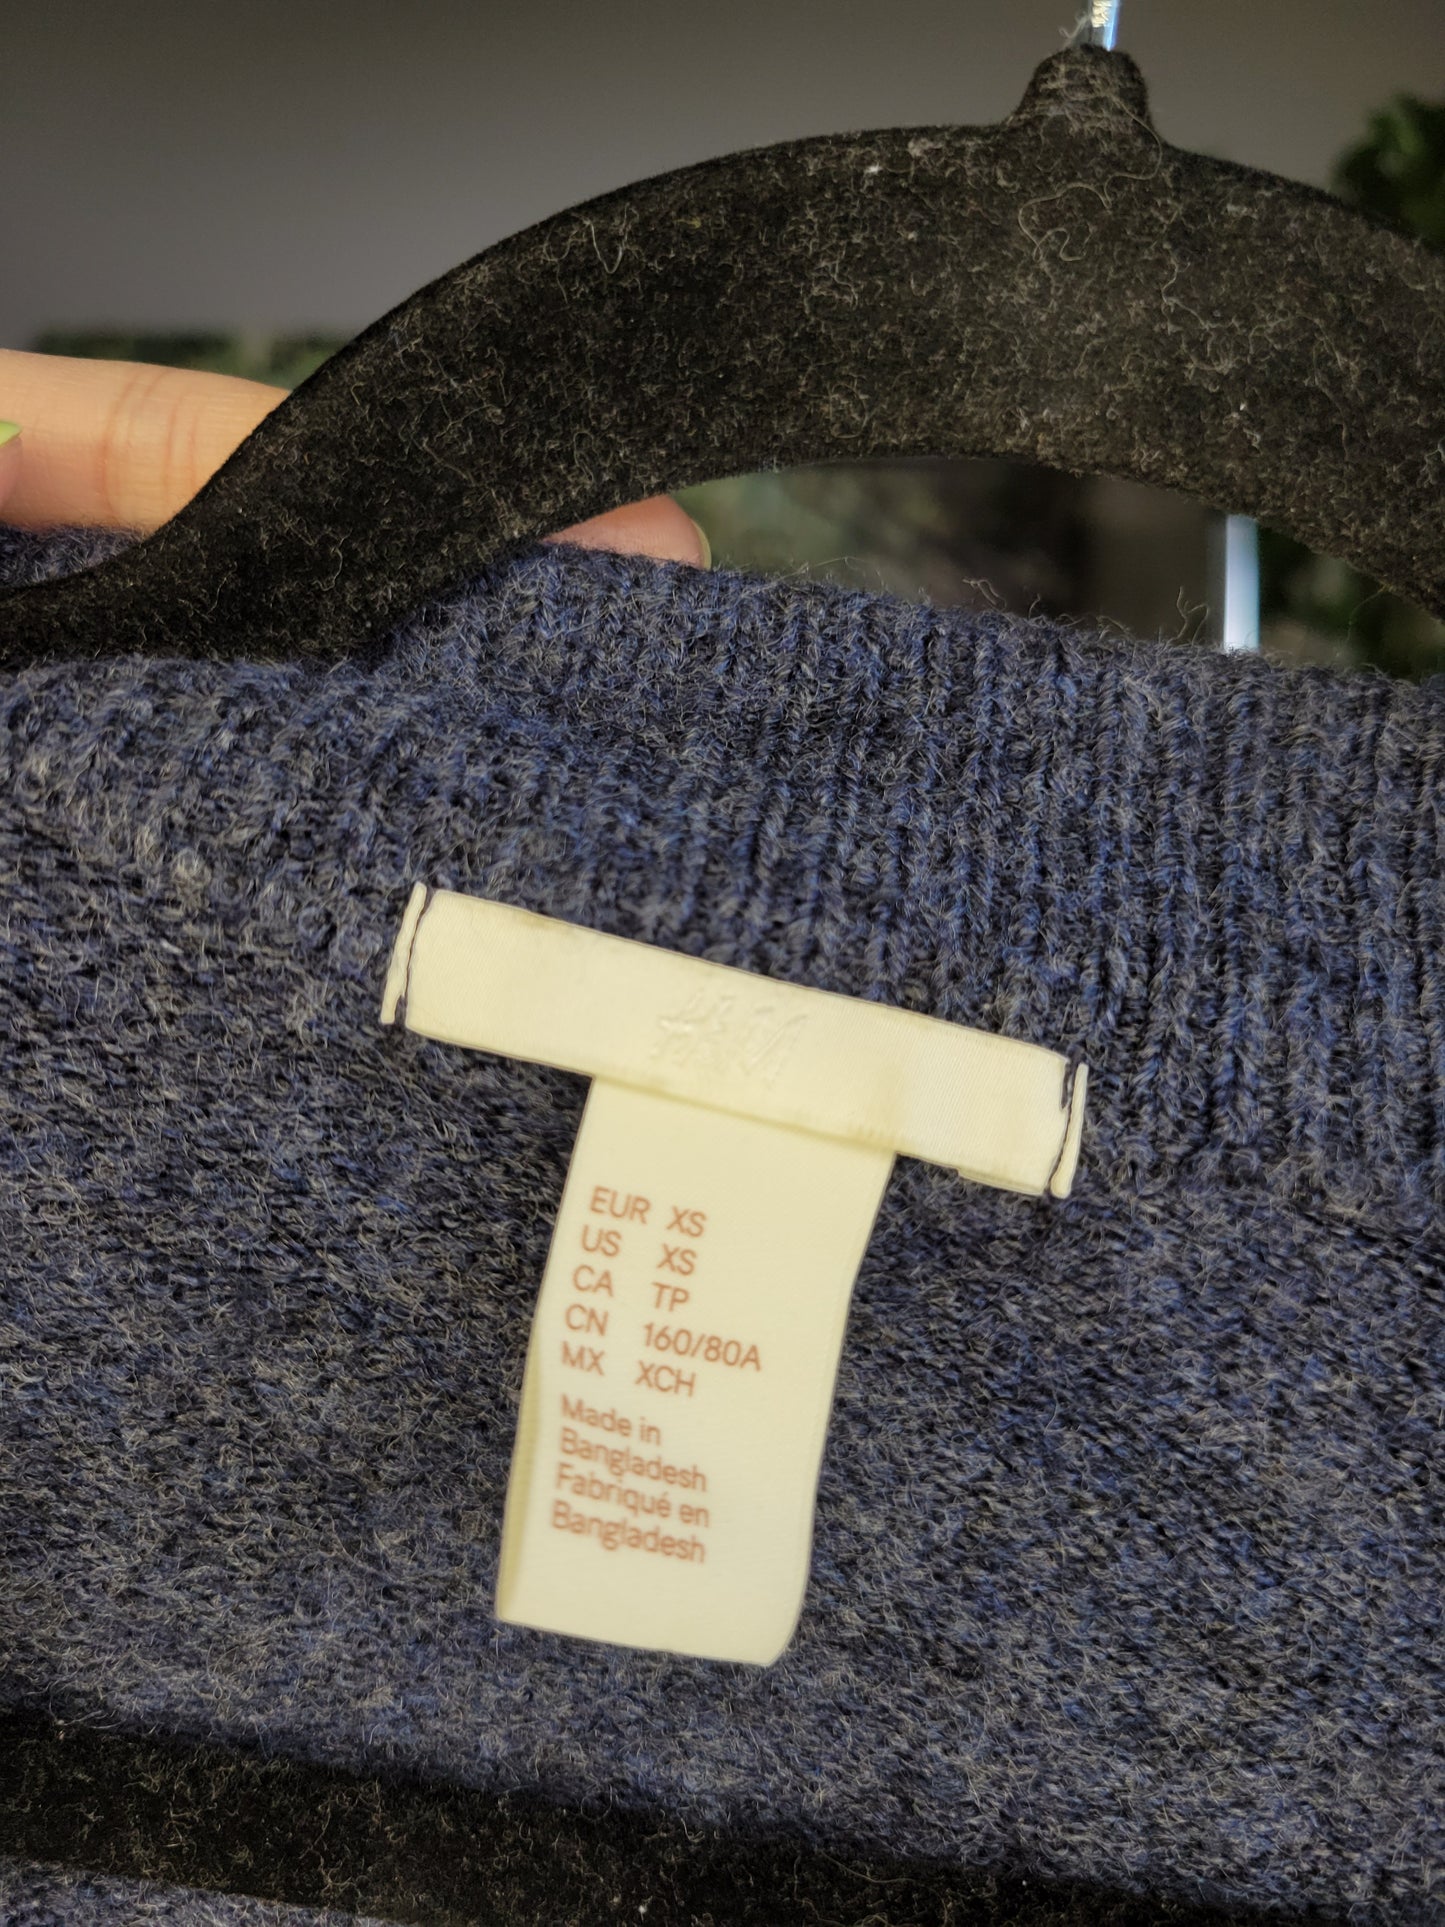 H&M
EUR XS
US XS
CA TP
CN 160/80A
MX XCH
Made in
Bangladesh
Fabriqué en
Bangladesh